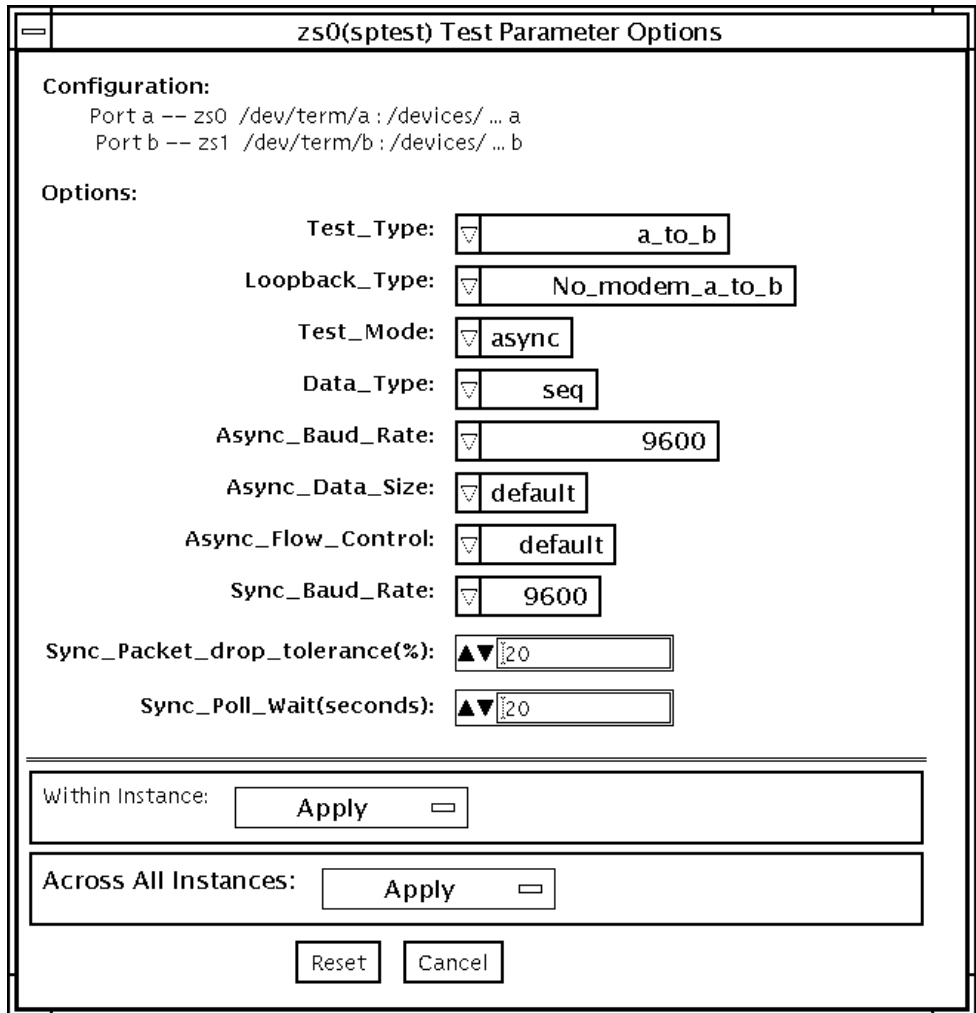 zs0(sptest) Test Parameter Options
Configuration:
Port a -- zs0 /dev/term/a : /devices/ ... a
Port b -- zs1 /dev/term/b : /devices/ ... b
Options:
Test_Type: a_to_b
Loopback_Type: No_modem_a_to_b
Test_Mode: async
Data_Type: seq
Async_Baud_Rate: 9600
Async_Data_Size: default
Async_Flow_Control: default
Sync_Baud_Rate: 9600
Sync_Packet_drop_tolerance(%): 20
Sync_Poll_Wait(seconds): 20
Within Instance: Apply
Across All Instances: Apply
Reset Cancel